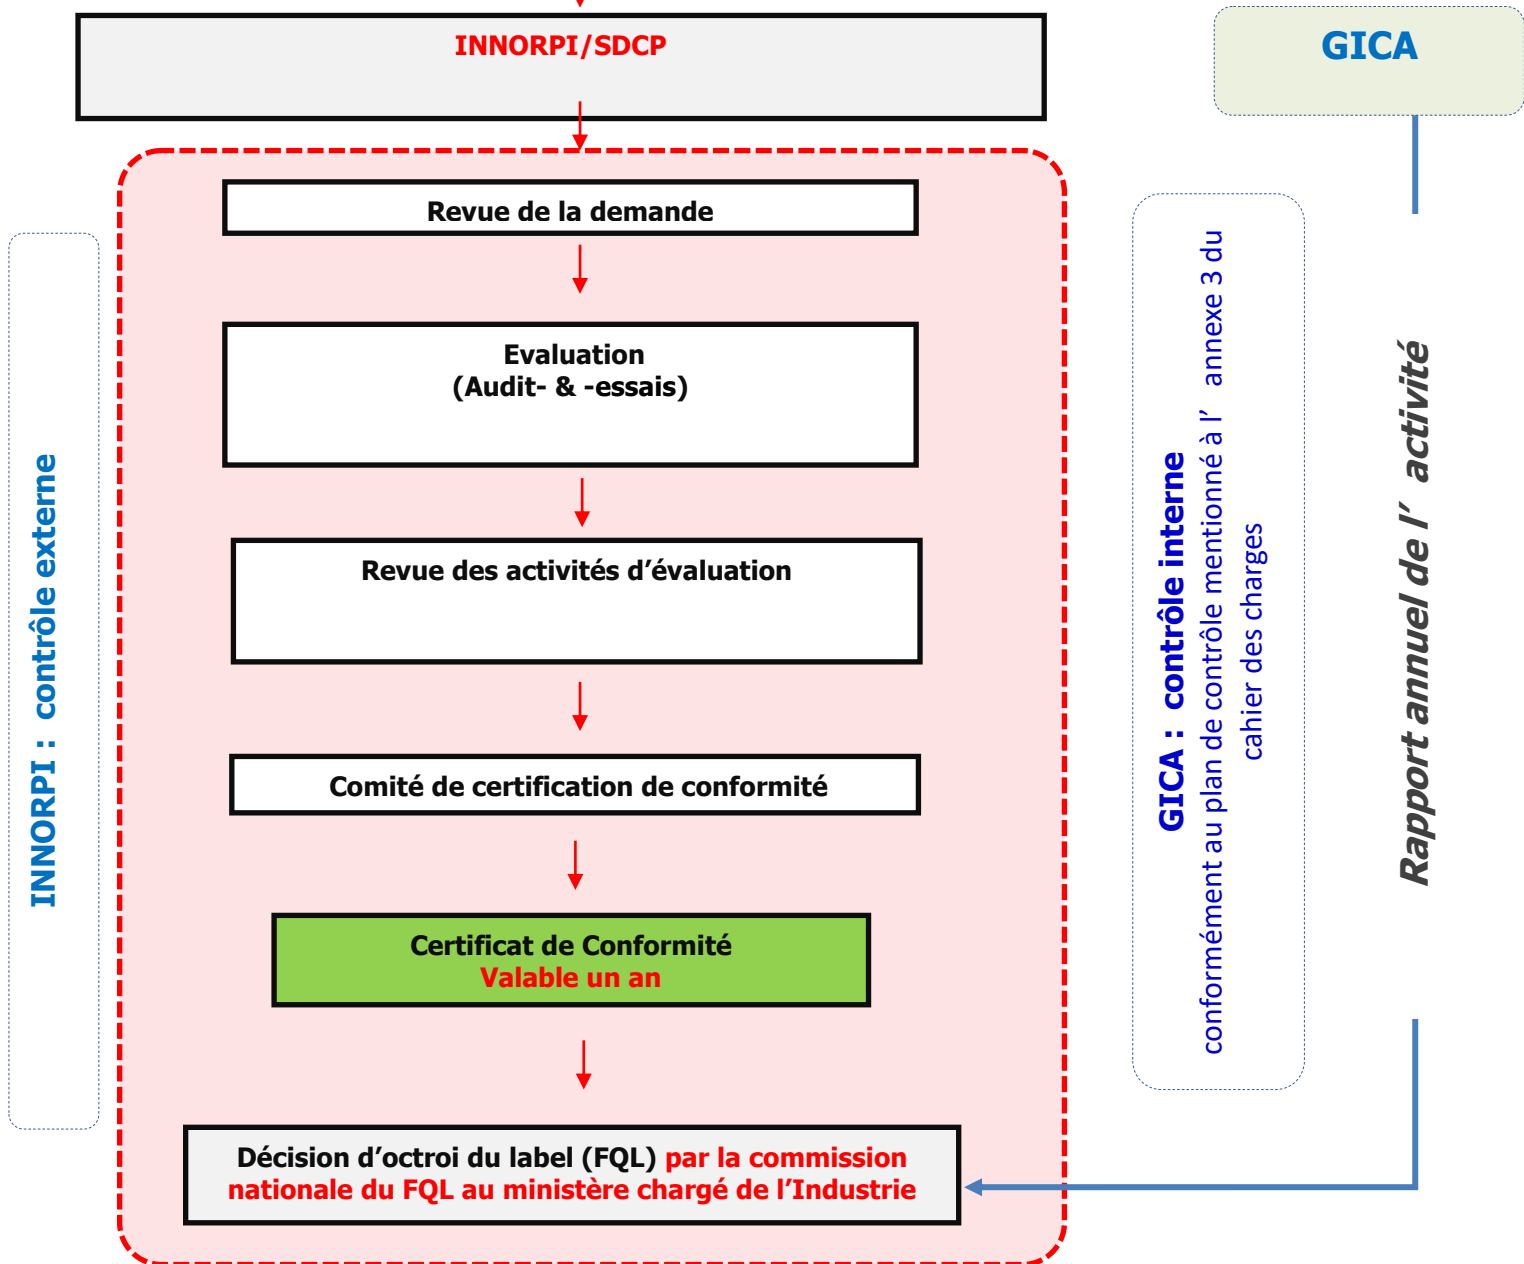 INNORPI/SDCP
GICA
Revue de la demande
Evaluation
(Audit- & -essais)
Revue des activités d’évaluation
Comité de certification de conformité
Certificat de Conformité
Valable un an
Décision d’octroi du label (FQL) par la commission
nationale du FQL au ministère chargé de l’Industrie
INNORPI : contrôle externe
GICA : contrôle interne
conformément au plan de contrôle mentionné à l’ annexe 3 du
cahier des charges
Rapport annuel de l’ activité